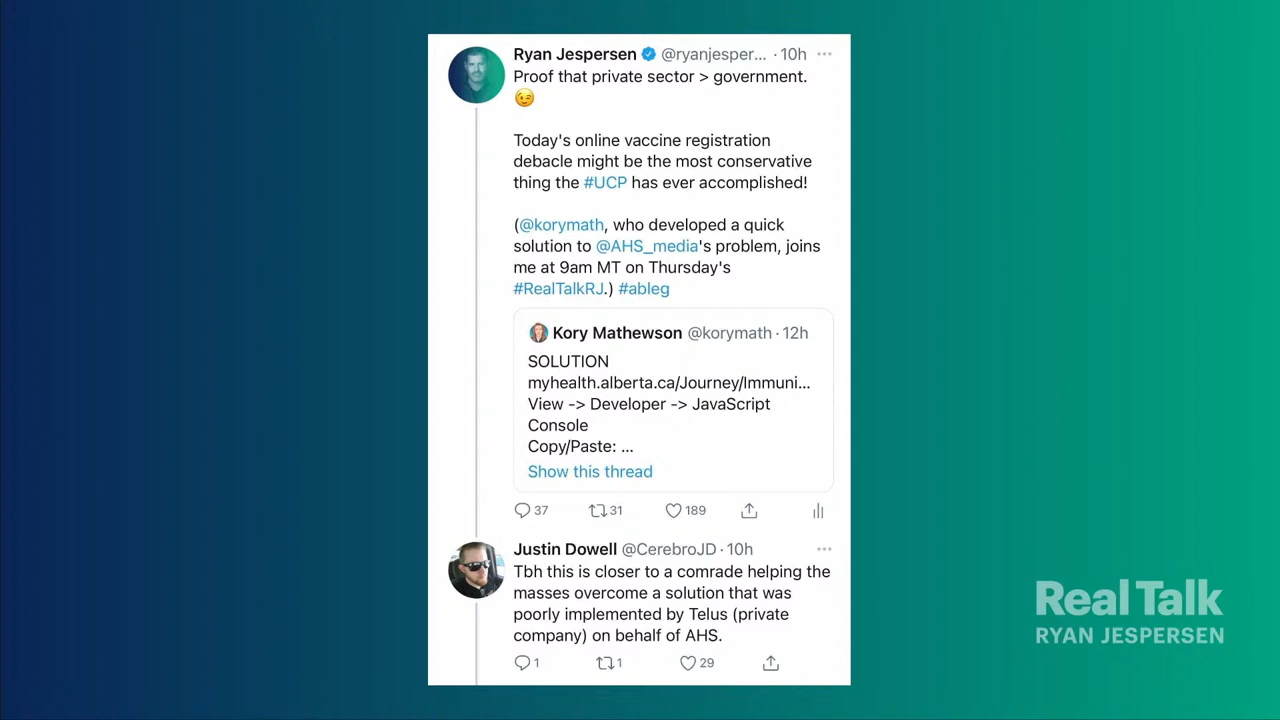 Ryan Jespersen @ryanjesper... · 10h ...
Proof that private sector > government.
😉
Today's online vaccine registration
debacle might be the most conservative
thing the #UCP has ever accomplished!
(@korymath, who developed a quick
solution to @AHS_media's problem, joins
me at 9am MT on Thursday's
#RealTalkRJ.) #ableg
Kory Mathewson @korymath · 12h
SOLUTION
myhealth.alberta.ca/Journey/Immuni...
View -> Developer -> JavaScript
Console
Copy/Paste: ...
Show this thread
37 31 189
Justin Dowell @CerebroJD · 10h ...
Tbh this is closer to a comrade helping the
masses overcome a solution that was
poorly implemented by Telus (private
company) on behalf of AHS.
1 1 29
Real Talk
RYAN JESPERSEN